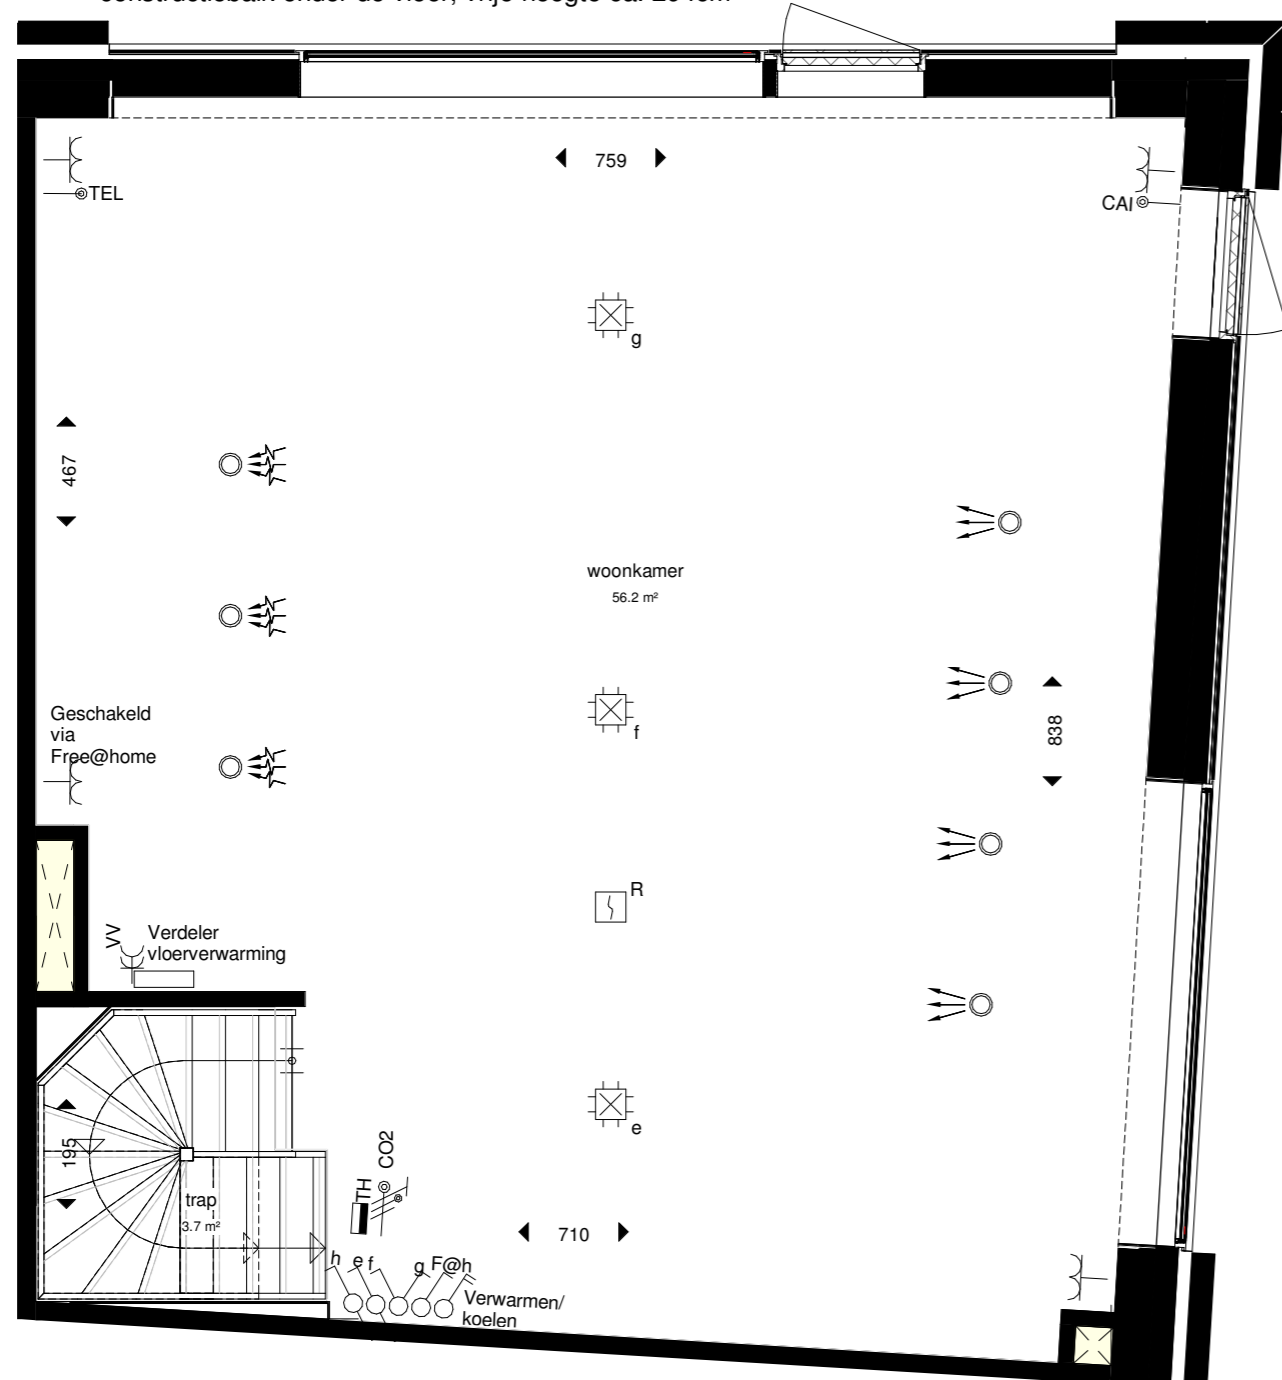 759
TEL
CAI
g
467
woonkamer
56.2 m²
f
838
Geschakeld
via
Free@home
R
VV
Verdeler
vloerverwarming
e
195
trap
3.7 m²
TH
CO2
710
h e f g F@h
Verwarmen/
koelen